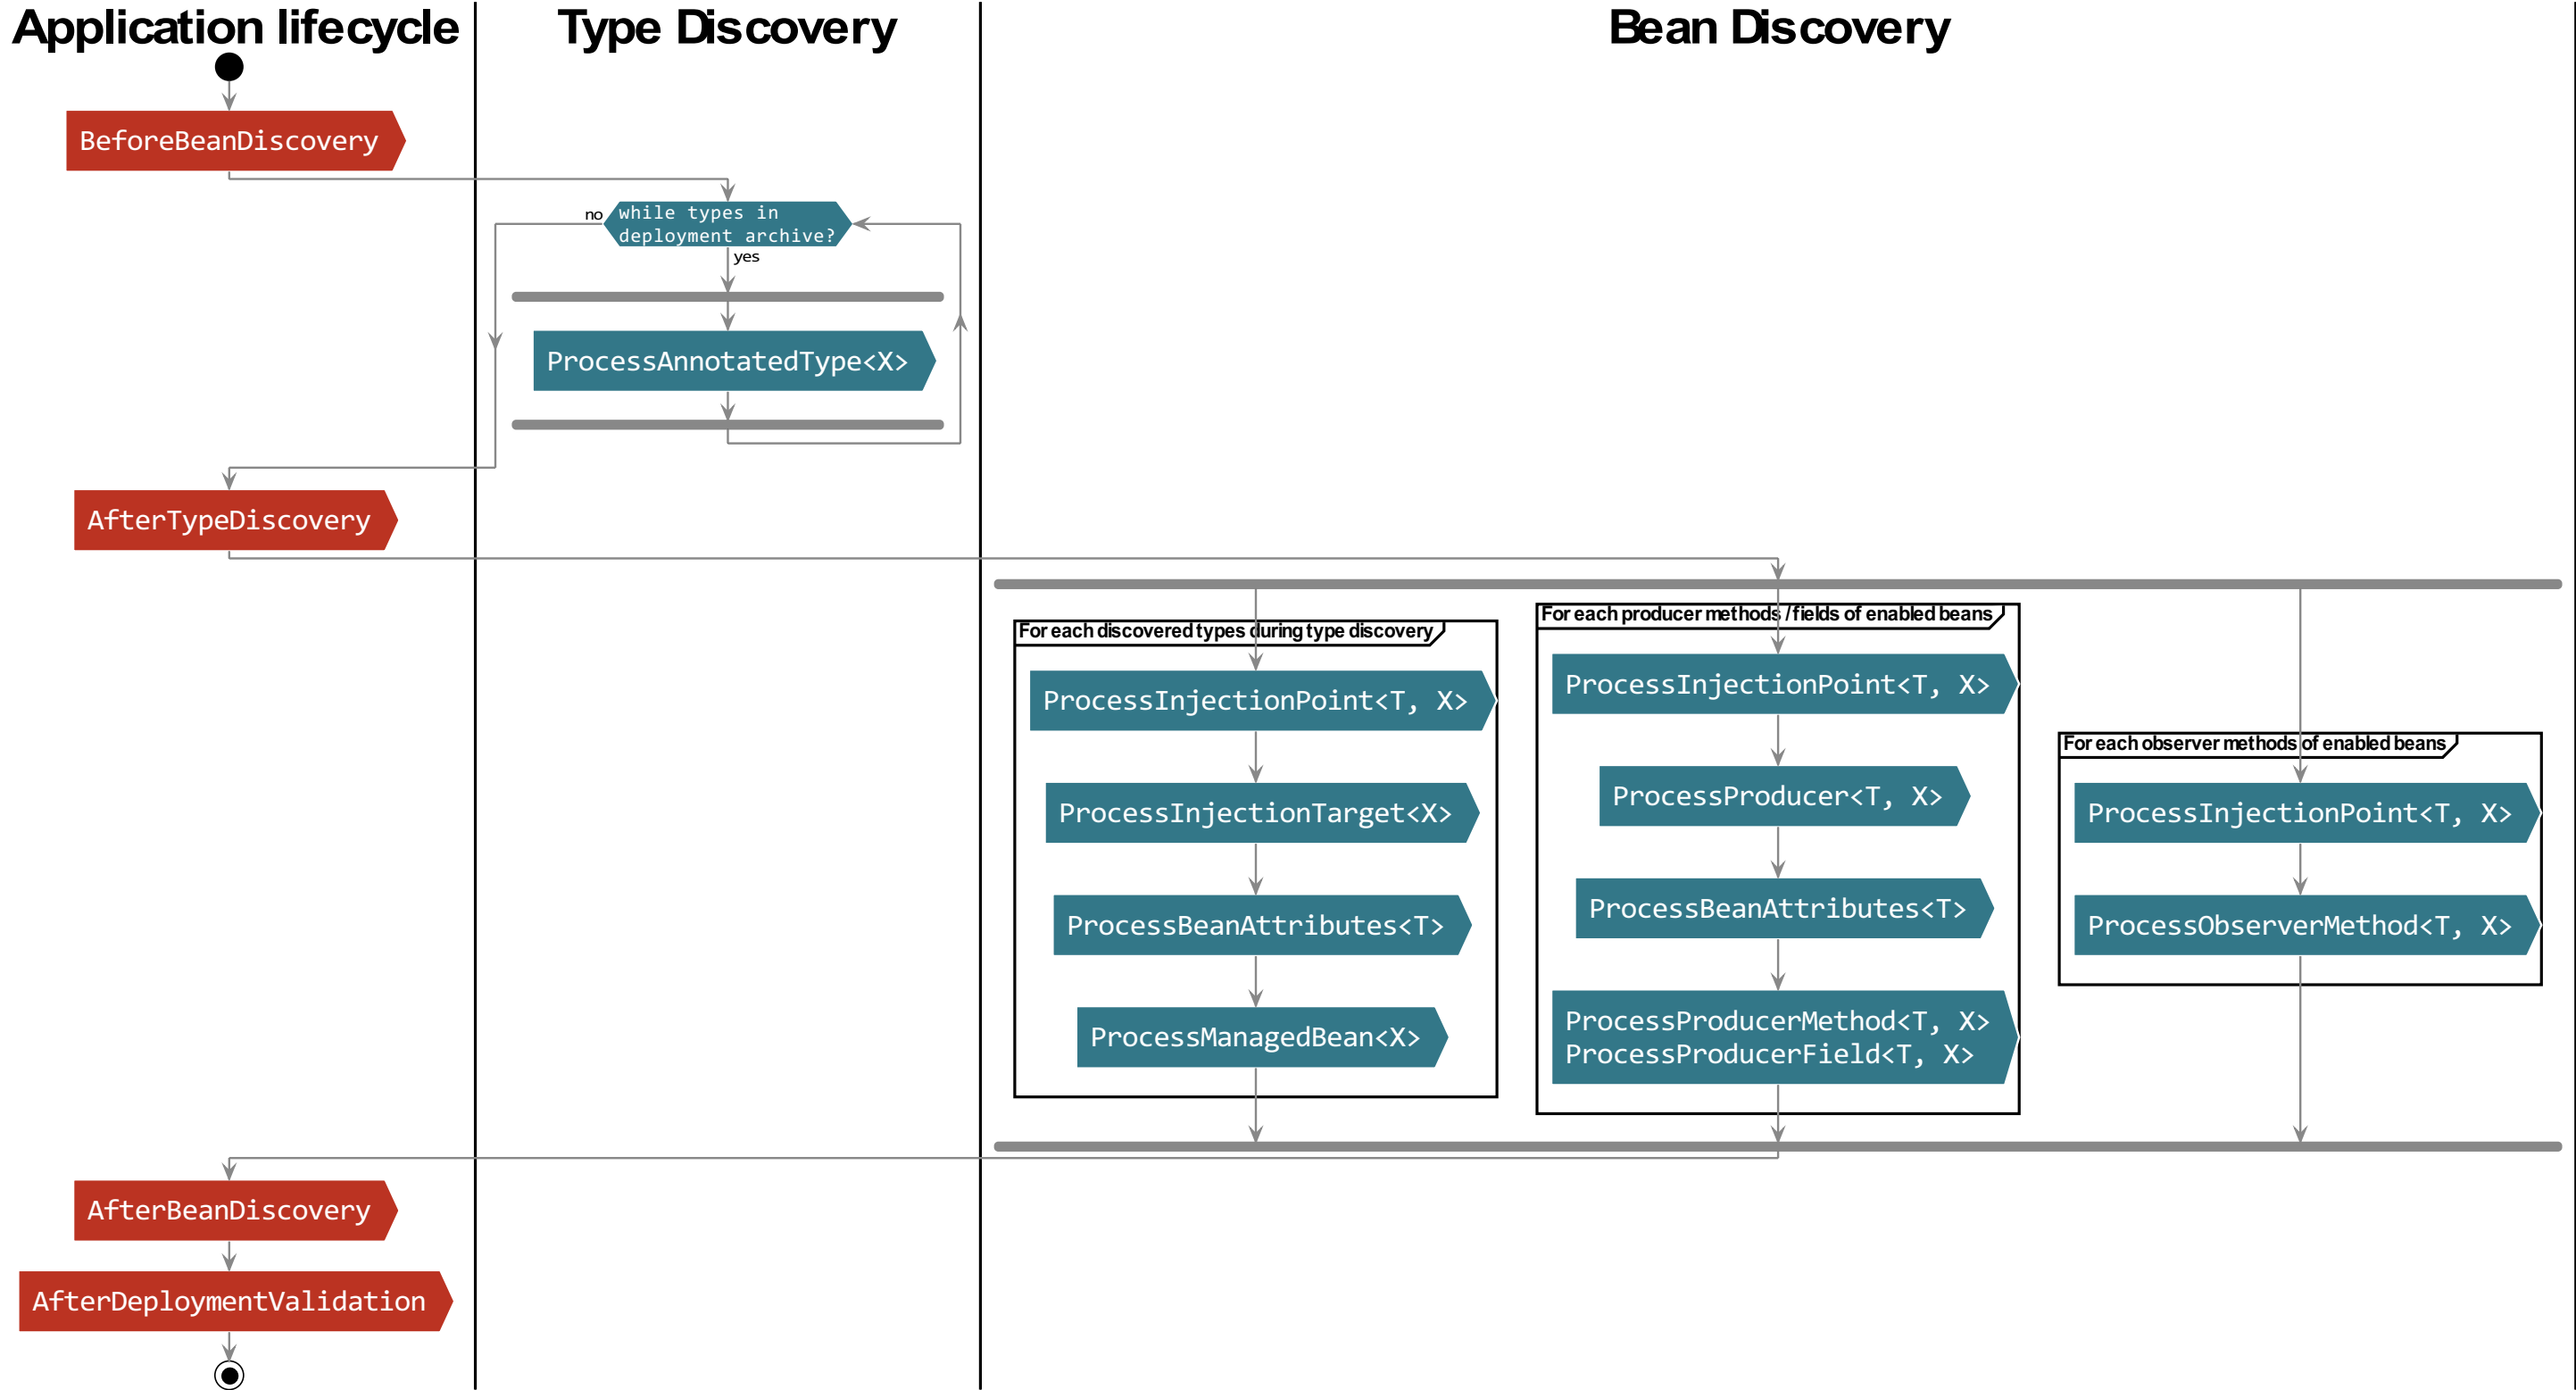 Application lifecycle
Type Discovery
Bean Discovery
BeforeBeanDiscovery
no
while types in
deployment archive?
yes
ProcessAnnotatedType<X>
AfterTypeDiscovery
For each discovered types during type discovery
ProcessInjectionPoint<T, X>
ProcessInjectionTarget<X>
ProcessBeanAttributes<T>
ProcessManagedBean<X>
For each producer methods / fields of enabled beans
ProcessInjectionPoint<T, X>
ProcessProducer<T, X>
ProcessBeanAttributes<T>
ProcessProducerMethod<T, X>
ProcessProducerField<T, X>
For each observer methods of enabled beans
ProcessInjectionPoint<T, X>
ProcessObserverMethod<T, X>
AfterBeanDiscovery
AfterDeploymentValidation